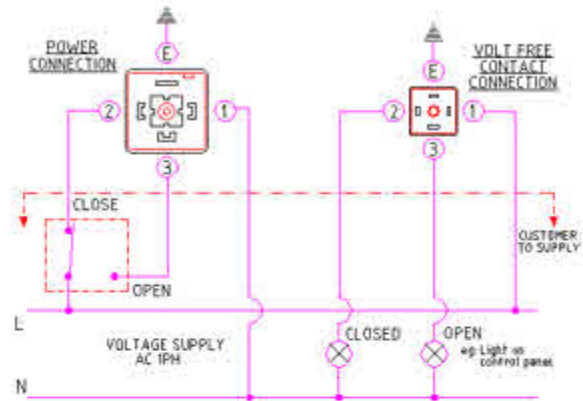 POWER
CONNECTION
E
2
1
3
VOLT FREE
CONTACT
CONNECTION
E
2
1
3
CLOSE
OPEN
CUSTOMER
TO SUPPLY
L
VOLTAGE SUPPLY
AC 1PH
CLOSED
OPEN
eg. Light on
control panel
N